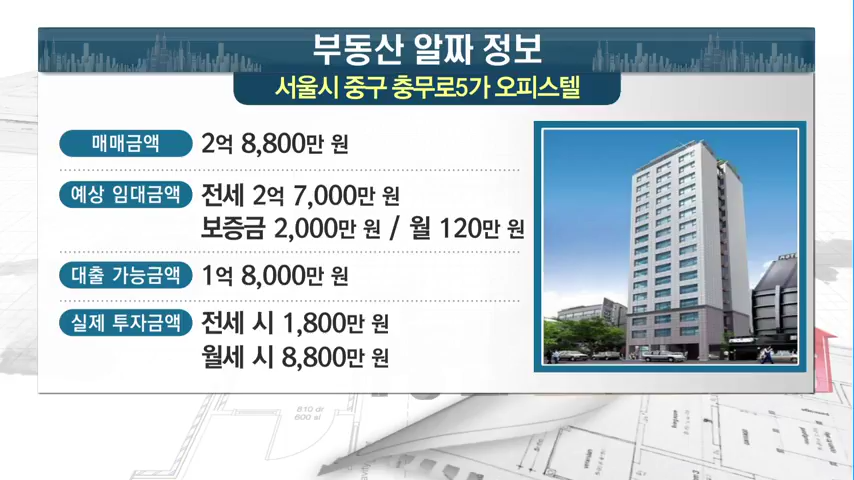 부동산 알짜 정보
서울시 중구 충무로5가 오피스텔
매매금액 2억 8,800만 원
예상 임대금액 전세 2억 7,000만 원
보증금 2,000만 원 / 월 120만 원
대출 가능금액 1억 8,000만 원
실제 투자금액 전세 시 1,800만 원
월세 시 8,800만 원